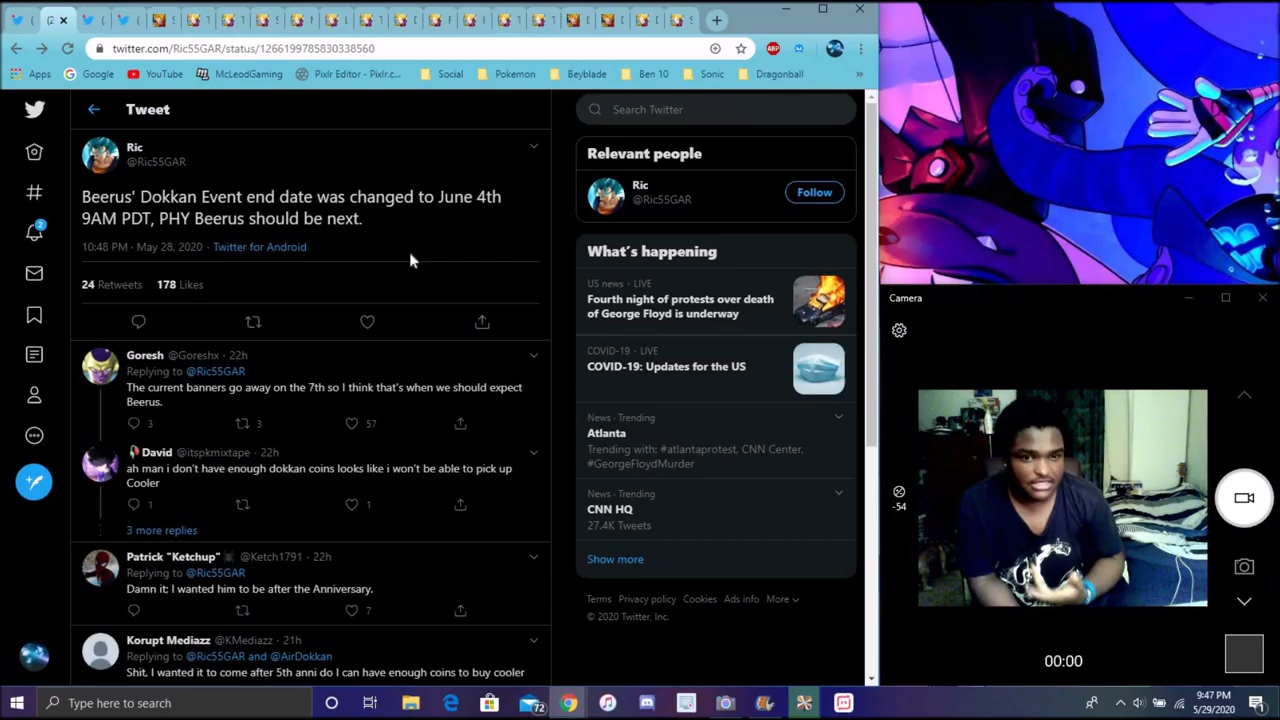 (2
twitter.com/Ric55GAR/status/1266199785830338560
ABP
Apps Google YouTube McLeodGaming Pixlr Editor - Pixlr.c... Social Pokemon Beyblade Ben 10 Sonic Dragonball »
Tweet
Search Twitter
Ric
@Ric55GAR
Beerus' Dokkan Event end date was changed to June 4th
9AM PDT, PHY Beerus should be next.
10:48 PM · May 28, 2020 · Twitter for Android
24 Retweets 178 Likes
Relevant people
Ric
@Ric55GAR
Follow
What's happening
US news · LIVE
Fourth night of protests over death
of George Floyd is underway
COVID-19 · LIVE
COVID-19: Updates for the US
News · Trending
Atlanta
Trending with: #atlantaprotest, CNN Center,
#GeorgeFloydMurder
News · Trending
CNN HQ
27.4K Tweets
Show more
Terms Privacy policy Cookies Ads info More
© 2020 Twitter, Inc.
2
Goresh @Goreshx · 22h
Replying to @Ric55GAR
The current banners go away on the 7th so I think that's when we should expect
Beerus.
3 3 57
David @itspkmixtape · 22h
ah man i don't have enough dokkan coins looks like i won't be able to pick up
Cooler
1 1
3 more replies
Patrick "Ketchup" @Ketch1791 · 22h
Replying to @Ric55GAR
Damn it; I wanted him to be after the Anniversary.
7
Korupt Mediazz @KMediazz · 21h
Replying to @Ric55GAR and @AirDokkan
Shit, I wanted it to come after 5th anni do I can have enough coins to buy cooler
Camera
-54
00:00
Type here to search
72
9:47 PM
5/29/2020